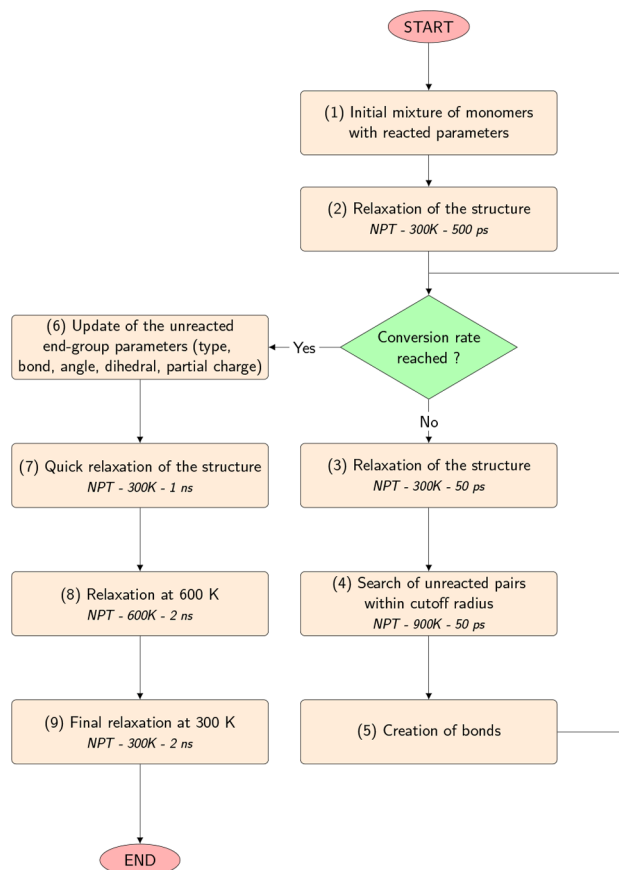 START
(1) Initial mixture of monomers
with reacted parameters
(2) Relaxation of the structure
NPT - 300K - 500 ps
Conversion rate
reached ?
Yes
No
(6) Update of the unreacted
end-group parameters (type,
bond, angle, dihedral, partial charge)
(7) Quick relaxation of the structure
NPT - 300K - 1 ns
(8) Relaxation at 600 K
NPT - 600K - 2 ns
(9) Final relaxation at 300 K
NPT - 300K - 2 ns
END
(3) Relaxation of the structure
NPT - 300K - 50 ps
(4) Search of unreacted pairs
within cutoff radius
NPT - 900K - 50 ps
(5) Creation of bonds